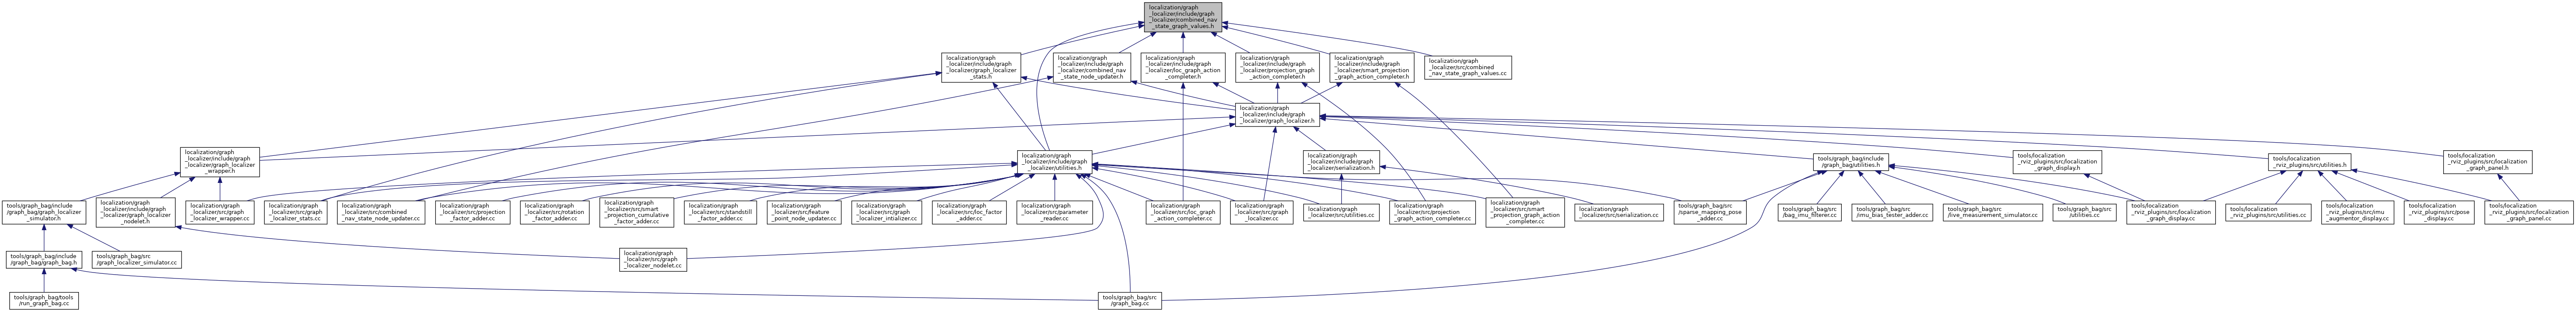 localization/graph
_localizer/include/graph
_localizer/combined_nav
_state_graph_values.h
localization/graph
_localizer/include/graph
_localizer/graph_localizer
_stats.h
localization/graph
_localizer/include/graph
_localizer/combined_nav
_state_node_updater.h
localization/graph
_localizer/include/graph
_localizer/loc_graph_action
_completer.h
localization/graph
_localizer/include/graph
_localizer/projection_graph
_action_completer.h
localization/graph
_localizer/include/graph
_localizer/smart_projection
_graph_action_completer.h
localization/graph
_localizer/src/combined
_nav_state_graph_values.cc
localization/graph
_localizer/include/graph
_localizer/graph_localizer.h
localization/graph
_localizer/include/graph
_localizer/graph_localizer
_wrapper.h
localization/graph
_localizer/include/graph
_localizer/utilities.h
localization/graph
_localizer/include/graph
_localizer/serialization.h
tools/graph_bag/include
/graph_bag/utilities.h
tools/localization
_rviz_plugins/src/localization
_graph_display.h
tools/localization
_rviz_plugins/src/utilities.h
tools/localization
_rviz_plugins/src/localization
_graph_panel.h
tools/graph_bag/include
/graph_bag/graph_localizer
_simulator.h
localization/graph
_localizer/include/graph
_localizer/graph_localizer
_nodelet.h
localization/graph
_localizer/src/graph
_localizer_wrapper.cc
localization/graph
_localizer/src/graph
_localizer_stats.cc
localization/graph
_localizer/src/combined
_nav_state_node_updater.cc
localization/graph
_localizer/src/projection
_factor_adder.cc
localization/graph
_localizer/src/rotation
_factor_adder.cc
localization/graph
_localizer/src/smart
_projection_cumulative
_factor_adder.cc
localization/graph
_localizer/src/standstill
_factor_adder.cc
localization/graph
_localizer/src/feature
_point_node_updater.cc
localization/graph
_localizer/src/graph
_localizer_initializer.cc
localization/graph
_localizer/src/loc_factor
_adder.cc
localization/graph
_localizer/src/parameter
_reader.cc
localization/graph
_localizer/src/loc_graph
_action_completer.cc
localization/graph
_localizer/src/graph
_localizer.cc
localization/graph
_localizer/src/utilities.cc
localization/graph
_localizer/src/projection
_graph_action_completer.cc
localization/graph
_localizer/src/smart
_projection_graph_action
_completer.cc
localization/graph
_localizer/src/serialization.cc
tools/graph_bag/src
/sparse_mapping_pose
_adder.cc
tools/graph_bag/src
/bag_imu_filterer.cc
tools/graph_bag/src
/imu_bias_tester_adder.cc
tools/graph_bag/src
/live_measurement_simulator.cc
tools/graph_bag/src
/utilities.cc
tools/localization
_rviz_plugins/src/localization
_graph_display.cc
tools/localization
_rviz_plugins/src/utilities.cc
tools/localization
_rviz_plugins/src/imu
_augmentor_display.cc
tools/localization
_rviz_plugins/src/pose
_display.cc
tools/localization
_rviz_plugins/src/localization
_graph_panel.cc
tools/graph_bag/include
/graph_bag/graph_bag.h
tools/graph_bag/src
/graph_localizer_simulator.cc
localization/graph
_localizer/src/graph
_localizer_nodelet.cc
tools/graph_bag/tools
/run_graph_bag.cc
tools/graph_bag/src
/graph_bag.cc